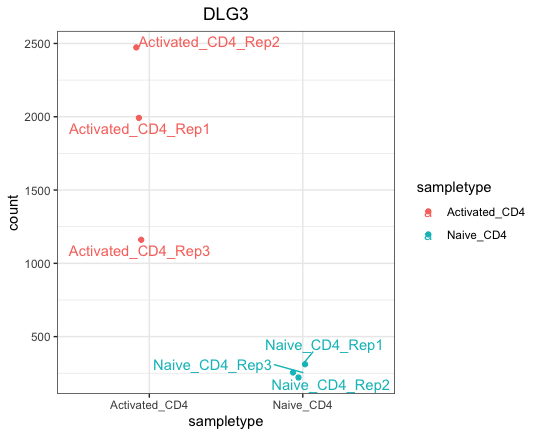 DLG3
2500
2000
1500
1000
500
count
Activated_CD4_Rep2
Activated_CD4_Rep1
Activated_CD4_Rep3
Naive_CD4_Rep1
Naive_CD4_Rep3
Naive_CD4_Rep2
Activated_CD4
Naive_CD4
sampletype
sampletype
a Activated_CD4
a Naive_CD4